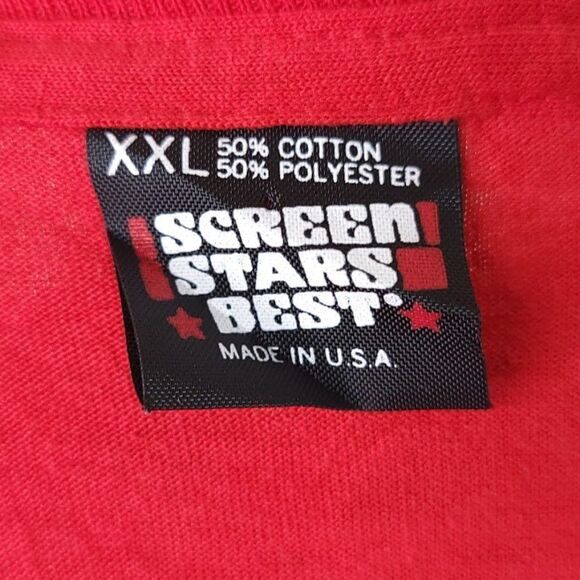 XXL 50% COTTON
50% POLYESTER
SCREEN
STARS
BEST
MADE IN U.S.A.